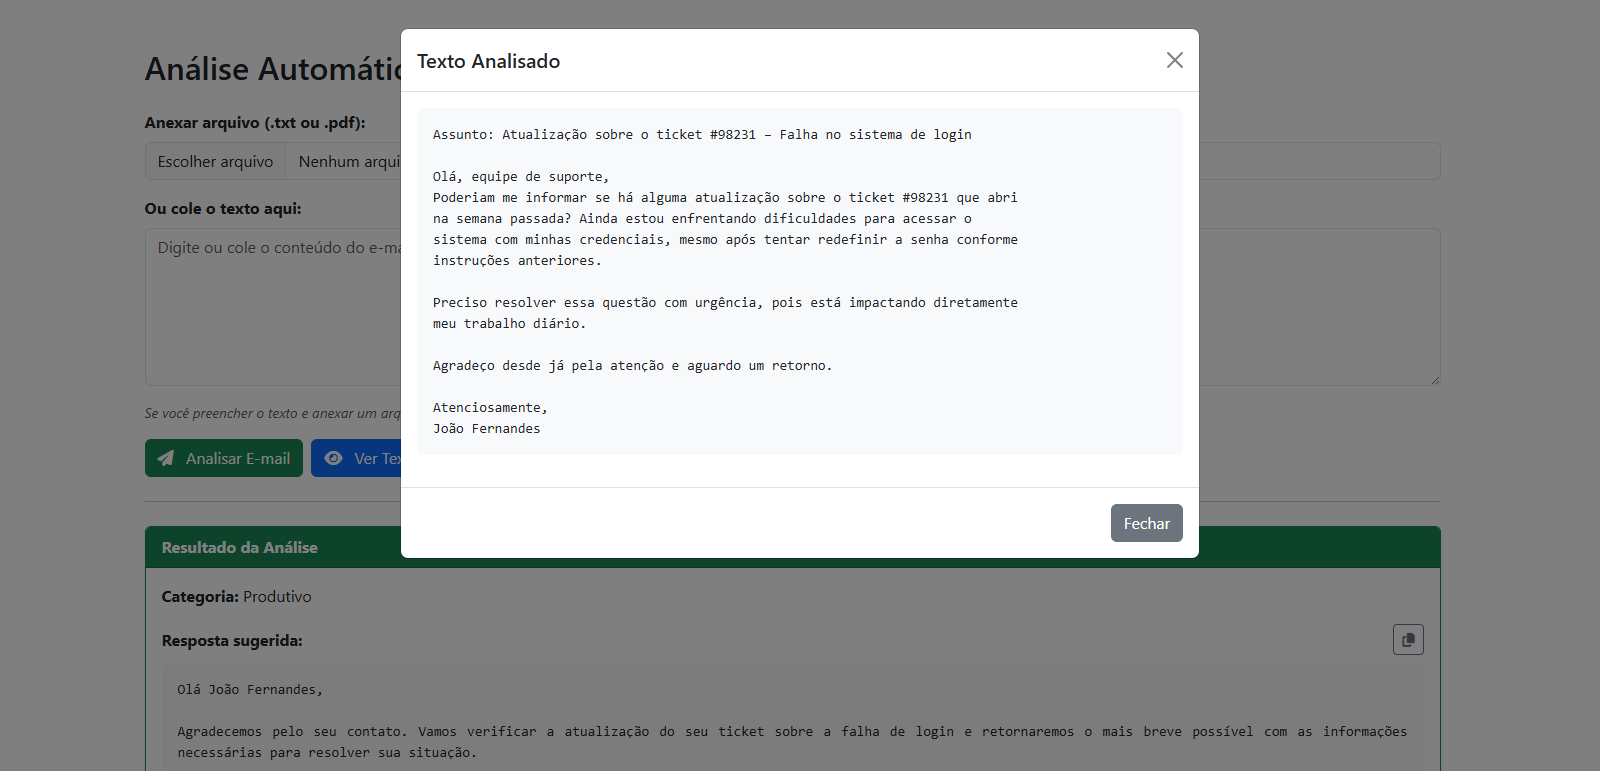 Análise Automátic
Anexar arquivo (.txt ou .pdf):
Escolher arquivo
Nenhum arqui
Ou cole o texto aqui:
Digite ou cole o conteúdo do e-ma
Se você preencher o texto e anexar um arq
Analisar E-mail
Ver Tex
Texto Analisado
Assunto: Atualização sobre o ticket #98231 – Falha no sistema de login
Olá, equipe de suporte,
Poderiam me informar se há alguma atualização sobre o ticket #98231 que abri
na semana passada? Ainda estou enfrentando dificuldades para acessar o
sistema com minhas credenciais, mesmo após tentar redefinir a senha conforme
instruções anteriores.
Preciso resolver essa questão com urgência, pois está impactando diretamente
meu trabalho diário.
Agradeço desde já pela atenção e aguardo um retorno.
Atenciosamente,
João Fernandes
Fechar
Resultado da Análise
Categoria: Produtivo
Resposta sugerida:
Olá João Fernandes,
Agradecemos pelo seu contato. Vamos verificar a atualização do seu ticket sobre a falha de login e retornaremos o mais breve possível com as informações
necessárias para resolver sua situação.